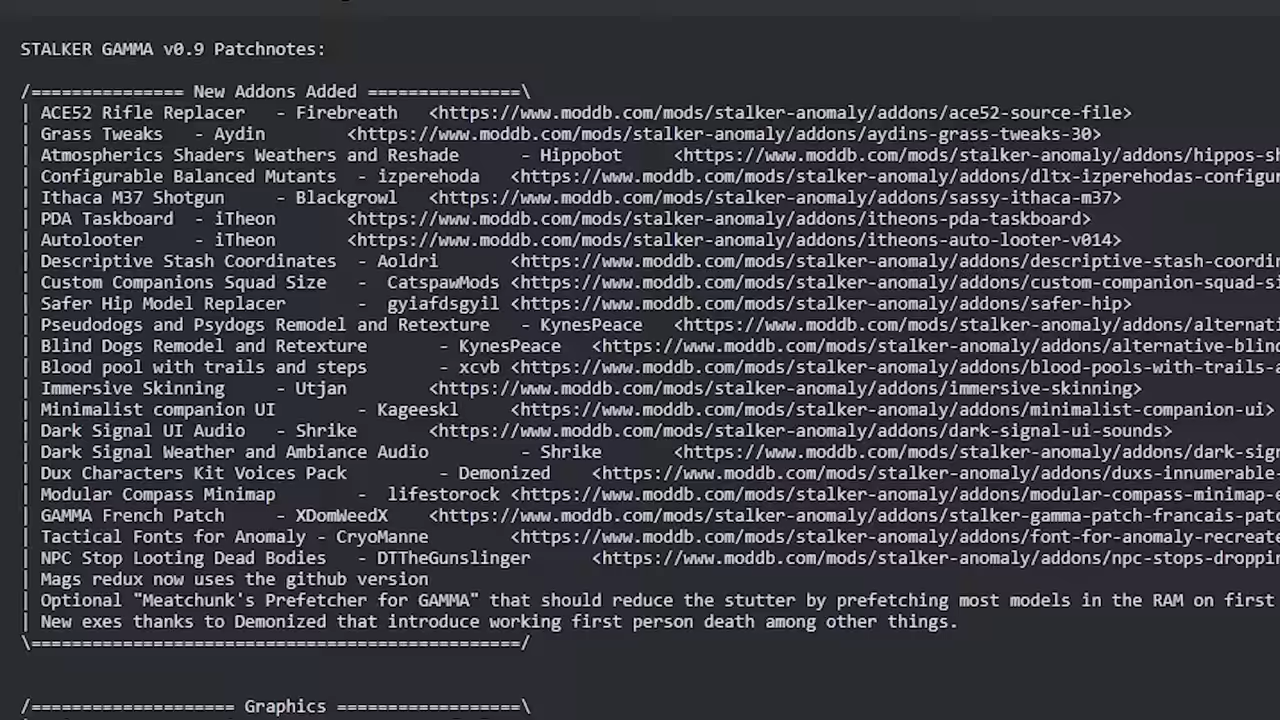 STALKER GAMMA v0.9 Patchnotes:
/=============== New Addons Added ===============\
| ACE52 Rifle Replacer - Firebreath <https://www.moddb.com/mods/stalker-anomaly/addons/ace52-source-file>
| Grass Tweaks - Aydin <https://www.moddb.com/mods/stalker-anomaly/addons/aydins-grass-tweaks-30>
| Atmospherics Shaders Weathers and Reshade - Hippobot <https://www.moddb.com/mods/stalker-anomaly/addons/hippos-sh
| Configurable Balanced Mutants - izperehoda <https://www.moddb.com/mods/stalker-anomaly/addons/dltx-izperehodas-configur
| Ithaca M37 Shotgun - Blackgrowl <https://www.moddb.com/mods/stalker-anomaly/addons/sassy-ithaca-m37>
| PDA Taskboard - iTheon <https://www.moddb.com/mods/stalker-anomaly/addons/itheons-pda-taskboard>
| Autolooter - iTheon <https://www.moddb.com/mods/stalker-anomaly/addons/itheons-auto-looter-v014>
| Descriptive Stash Coordinates - Aoldri <https://www.moddb.com/mods/stalker-anomaly/addons/descriptive-stash-coordin
| Custom Companions Squad Size - CatspawMods <https://www.moddb.com/mods/stalker-anomaly/addons/custom-companion-squad-si
| Safer Hip Model Replacer - gyiafdsgyil <https://www.moddb.com/mods/stalker-anomaly/addons/safer-hip>
| Pseudodogs and Psydogs Remodel and Retexture - KynesPeace <https://www.moddb.com/mods/stalker-anomaly/addons/alternati
| Blind Dogs Remodel and Retexture - KynesPeace <https://www.moddb.com/mods/stalker-anomaly/addons/alternative-blind
| Blood pool with trails and steps - xcvb <https://www.moddb.com/mods/stalker-anomaly/addons/blood-pools-with-trails-a
| Immersive Skinning - Utjan <https://www.moddb.com/mods/stalker-anomaly/addons/immersive-skinning>
| Minimalist companion UI - Kageeskl <https://www.moddb.com/mods/stalker-anomaly/addons/minimalist-companion-ui>
| Dark Signal UI Audio - Shrike <https://www.moddb.com/mods/stalker-anomaly/addons/dark-signal-ui-sounds>
| Dark Signal Weather and Ambiance Audio - Shrike <https://www.moddb.com/mods/stalker-anomaly/addons/dark-sign
| Dux Characters Kit Voices Pack - Demonized <https://www.moddb.com/mods/stalker-anomaly/addons/duxs-innumerable-
| Modular Compass Minimap - lifestorock <https://www.moddb.com/mods/stalker-anomaly/addons/modular-compass-minimap-e
| GAMMA French Patch - XDomWeedX <https://www.moddb.com/mods/stalker-anomaly/addons/stalker-gamma-patch-francais-patc
| Tactical Fonts for Anomaly - CryoManne <https://www.moddb.com/mods/stalker-anomaly/addons/font-for-anomaly-recreate
| NPC Stop Looting Dead Bodies - DTTheGunslinger <https://www.moddb.com/mods/stalker-anomaly/addons/npc-stops-droppin
| Mags redux now uses the github version
| Optional "Meatchunk's Prefetcher for GAMMA" that should reduce the stutter by prefetching most models in the RAM on first
| New exes thanks to Demonized that introduce working first person death among other things.
\================================================/
/==================== Graphics ==================\